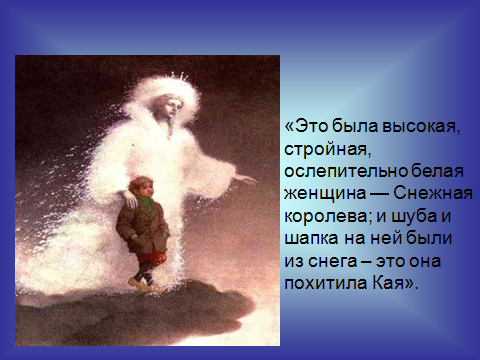 «Это была высокая,
стройная,
ослепительно белая
женщина — Снежная
королева; и шуба и
шапка на ней были
из снега – это она
похитила Кая».